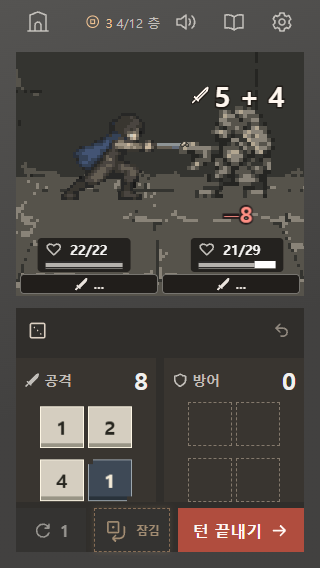 3 4/12 층
5 + 4
−8
22/22
21/29
...
...
공격 8
방어 0
1 2
4 1
1
잠김
턴 끝내기 →